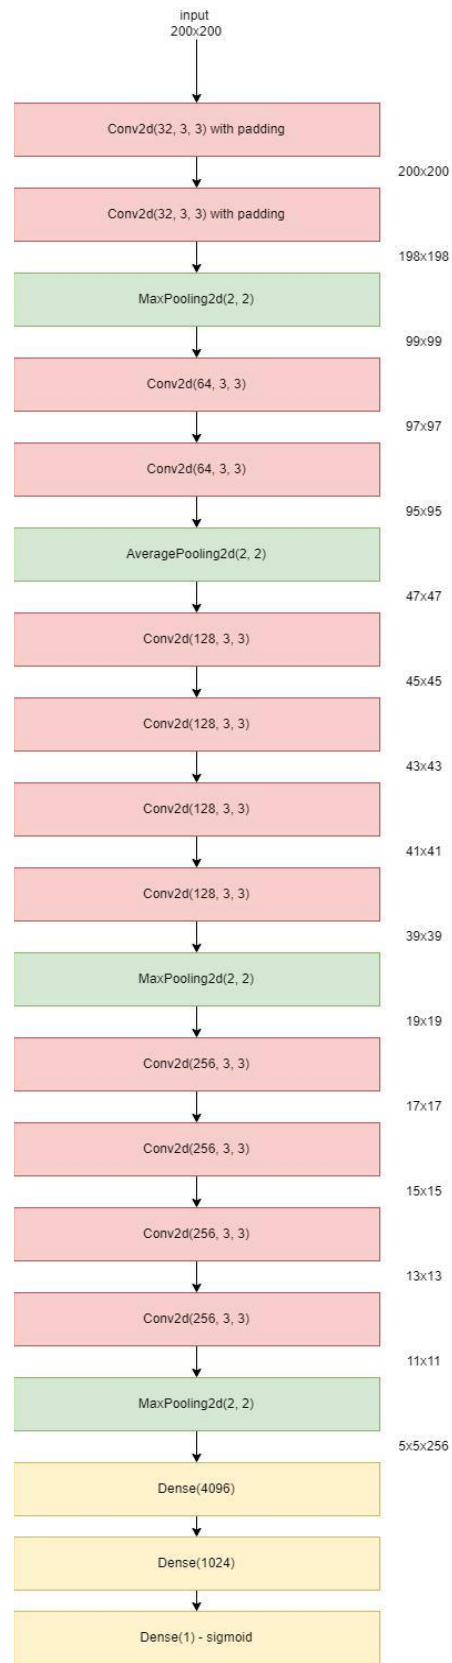 input
200x200
Conv2d(32, 3, 3) with padding
200x200
Conv2d(32, 3, 3) with padding
198x198
MaxPooling2d(2, 2)
99x99
Conv2d(64, 3, 3)
97x97
Conv2d(64, 3, 3)
95x95
AveragePooling2d(2, 2)
47x47
Conv2d(128, 3, 3)
45x45
Conv2d(128, 3, 3)
43x43
Conv2d(128, 3, 3)
41x41
Conv2d(128, 3, 3)
39x39
MaxPooling2d(2, 2)
19x19
Conv2d(256, 3, 3)
17x17
Conv2d(256, 3, 3)
15x15
Conv2d(256, 3, 3)
13x13
Conv2d(256, 3, 3)
11x11
MaxPooling2d(2, 2)
5x5x256
Dense(4096)
Dense(1024)
Dense(1) - sigmoid